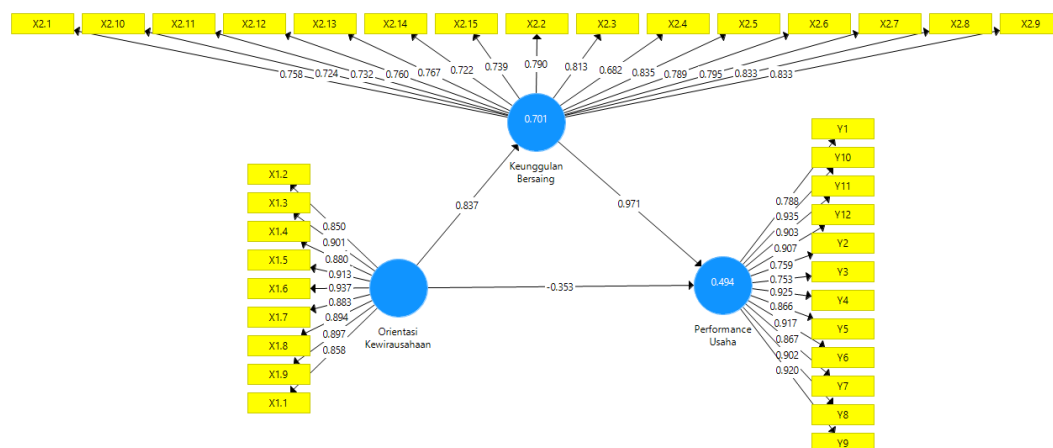 X2.1 X2.10 X2.11 X2.12 X2.13 X2.14 X2.15 X2.2 X2.3 X2.4 X2.5 X2.6 X2.7 X2.8 X2.9
0.758 0.724 0.732 0.760 0.767 0.722 0.739 0.790 0.813 0.682 0.835 0.789 0.795 0.833 0.833
0.701
Keunggulan
Bersaing
X1.2
X1.3
X1.4
X1.5
X1.6
X1.7
X1.8
X1.9
X1.1
0.850
0.901
0.880
0.913
0.937
0.883
0.894
0.897
0.858
Orientasi
Kewirausahaan
0.837
0.971
-0.353
0.494
Performance
Usaha
0.788
0.935
0.903
0.907
0.759
0.753
0.925
0.866
0.917
0.867
0.902
0.920
Y1
Y10
Y11
Y12
Y2
Y3
Y4
Y5
Y6
Y7
Y8
Y9